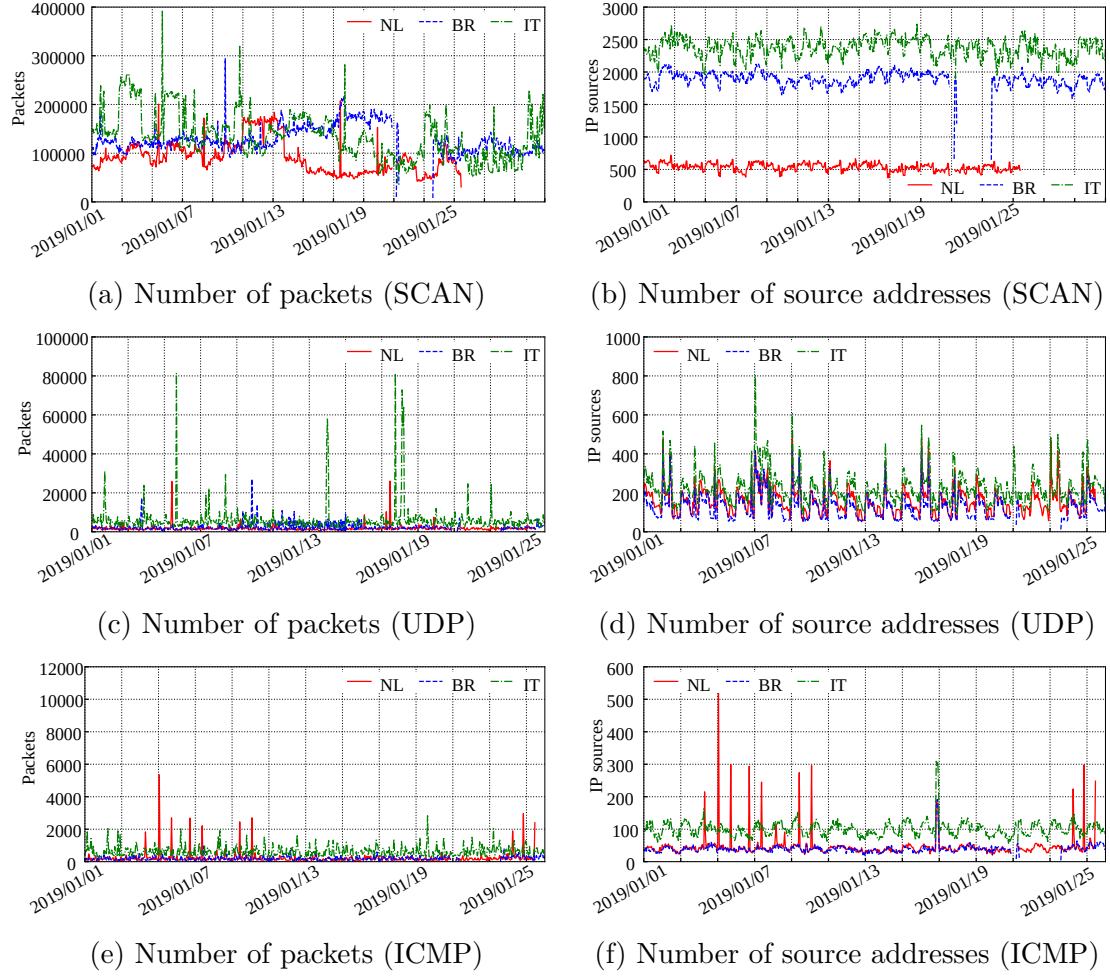 400000
300000
200000
100000
0
Packets
NL BR IT
2019/01/01 2019/01/07 2019/01/13 2019/01/19 2019/01/25
(a) Number of packets (SCAN)
3000
2500
2000
1500
1000
500
0
IP sources
NL BR IT
2019/01/01 2019/01/07 2019/01/13 2019/01/19 2019/01/25
(b) Number of source addresses (SCAN)
100000
80000
60000
40000
20000
0
Packets
NL BR IT
2019/01/01 2019/01/07 2019/01/13 2019/01/19 2019/01/25
(c) Number of packets (UDP)
1000
800
600
400
200
0
IP sources
NL BR IT
2019/01/01 2019/01/07 2019/01/13 2019/01/19 2019/01/25
(d) Number of source addresses (UDP)
12000
10000
8000
6000
4000
2000
0
Packets
NL BR IT
2019/01/01 2019/01/07 2019/01/13 2019/01/19 2019/01/25
(e) Number of packets (ICMP)
600
500
400
300
200
100
0
IP sources
NL BR IT
2019/01/01 2019/01/07 2019/01/13 2019/01/19 2019/01/25
(f) Number of source addresses (ICMP)